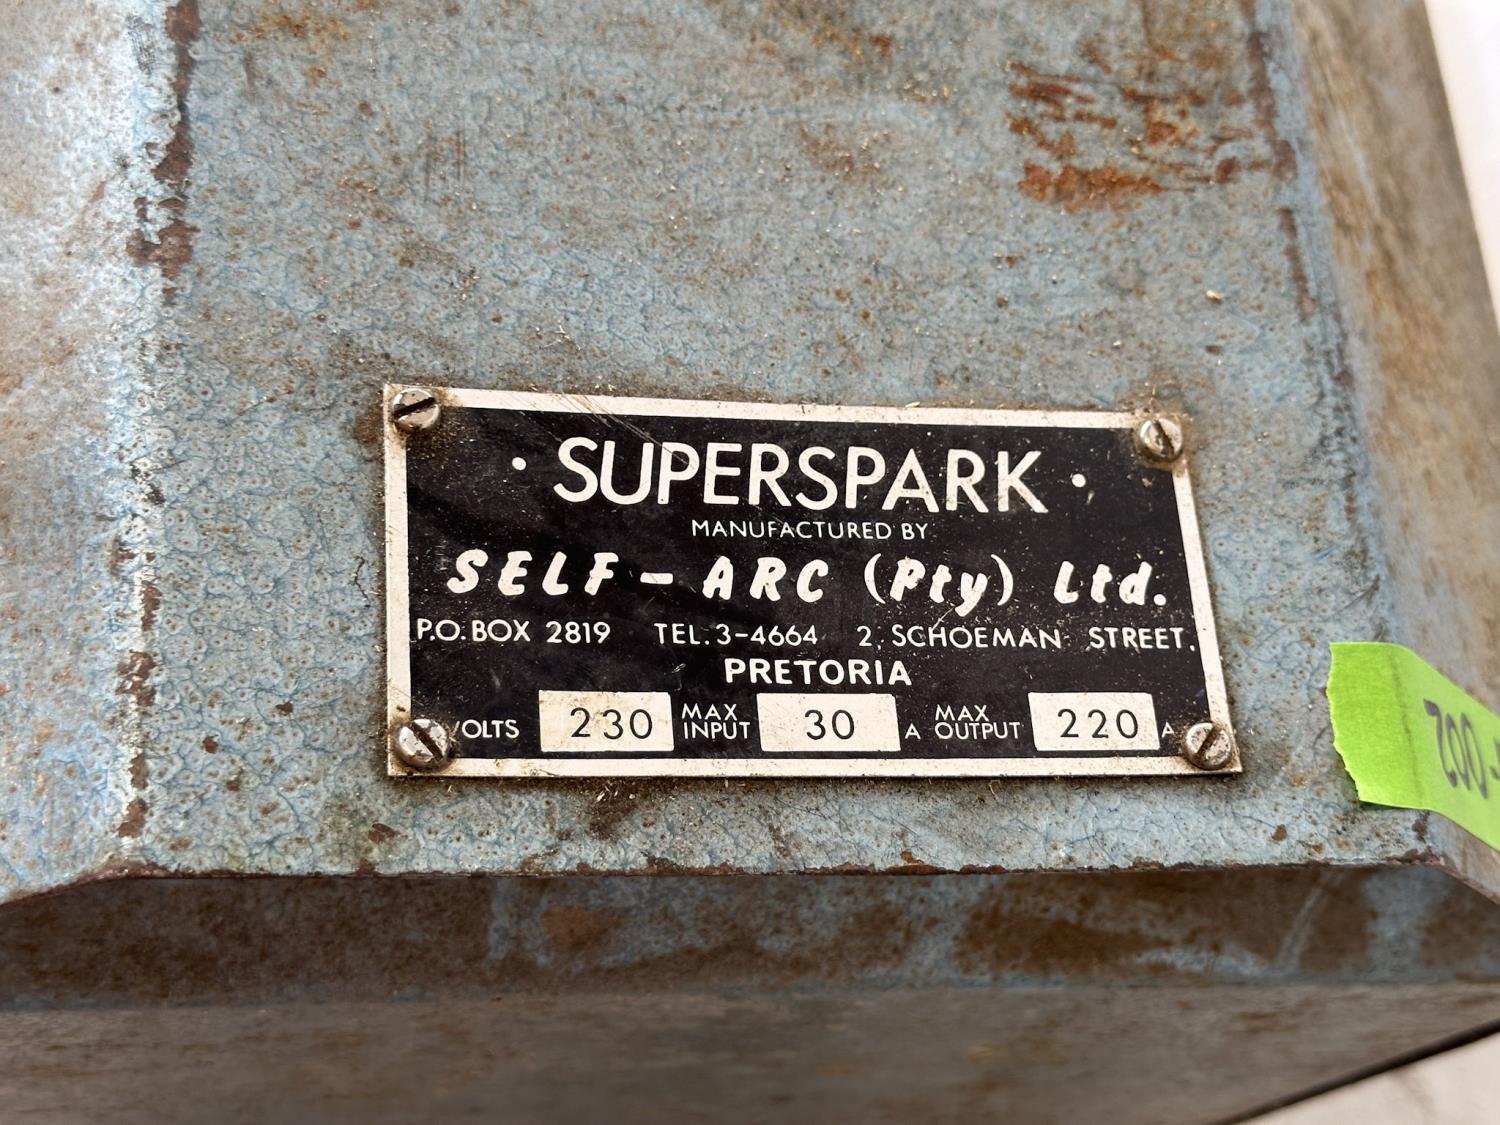 · SUPERSPARK ·
MANUFACTURED BY
SELF - ARC (Pty) Ltd.
P.O. BOX 2819 TEL. 3-4664 2, SCHOEMAN STREET.
PRETORIA
VOLTS 230 MAX INPUT 30 A MAX OUTPUT 220 A